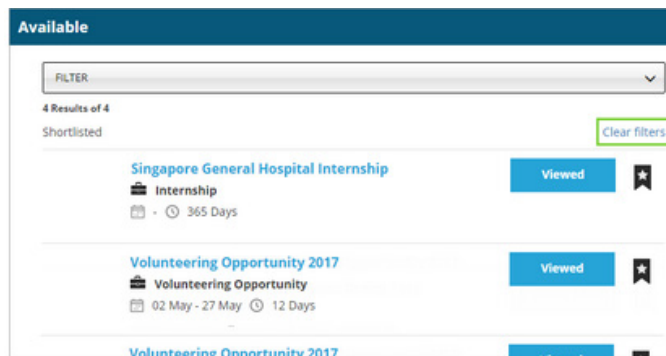 Available
FILTER
4 Results of 4
Shortlisted
Clear filters
Singapore General Hospital Internship
Viewed
Internship
- 365 Days
Volunteering Opportunity 2017
Viewed
Volunteering Opportunity
02 May - 27 May 12 Days
Volunteering Opportunity 2017